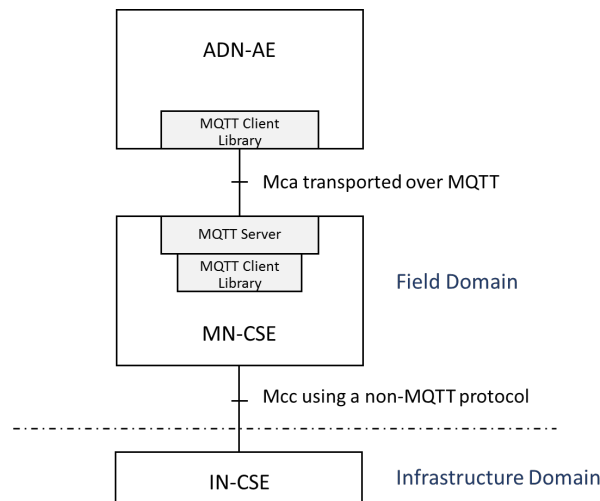 ADN-AE
MQTT Client
Library
Mca transported over MQTT
MQTT Server
MQTT Client
Library
Field Domain
MN-CSE
Mcc using a non-MQTT protocol
IN-CSE
Infrastructure Domain